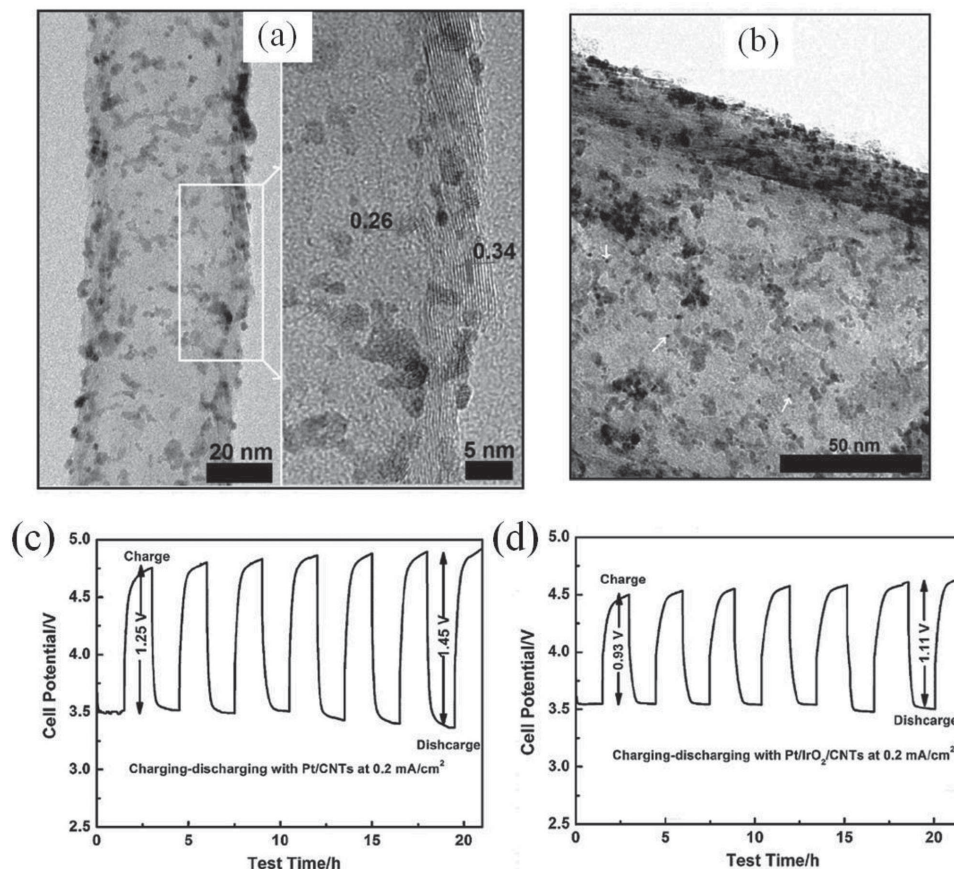 (a)
0.26
0.34
20 nm
5 nm
(b)
50 nm
(c)
5.0
4.5
4.0
3.5
3.0
2.5
Cell Potential/V
Charge
1.25 V
1.45 V
Dishcarge
Charging-discharging with Pt/CNTs at 0.2 mA/cm²
0
5
10
15
20
Test Time/h
(d)
5.0
4.5
4.0
3.5
3.0
2.5
Cell Potential/V
Charge
0.93 V
1.11 V
Dishcarge
Charging-discharging with Pt/IrO₂/CNTs at 0.2 mA/cm²
0
5
10
15
20
Test Time/h